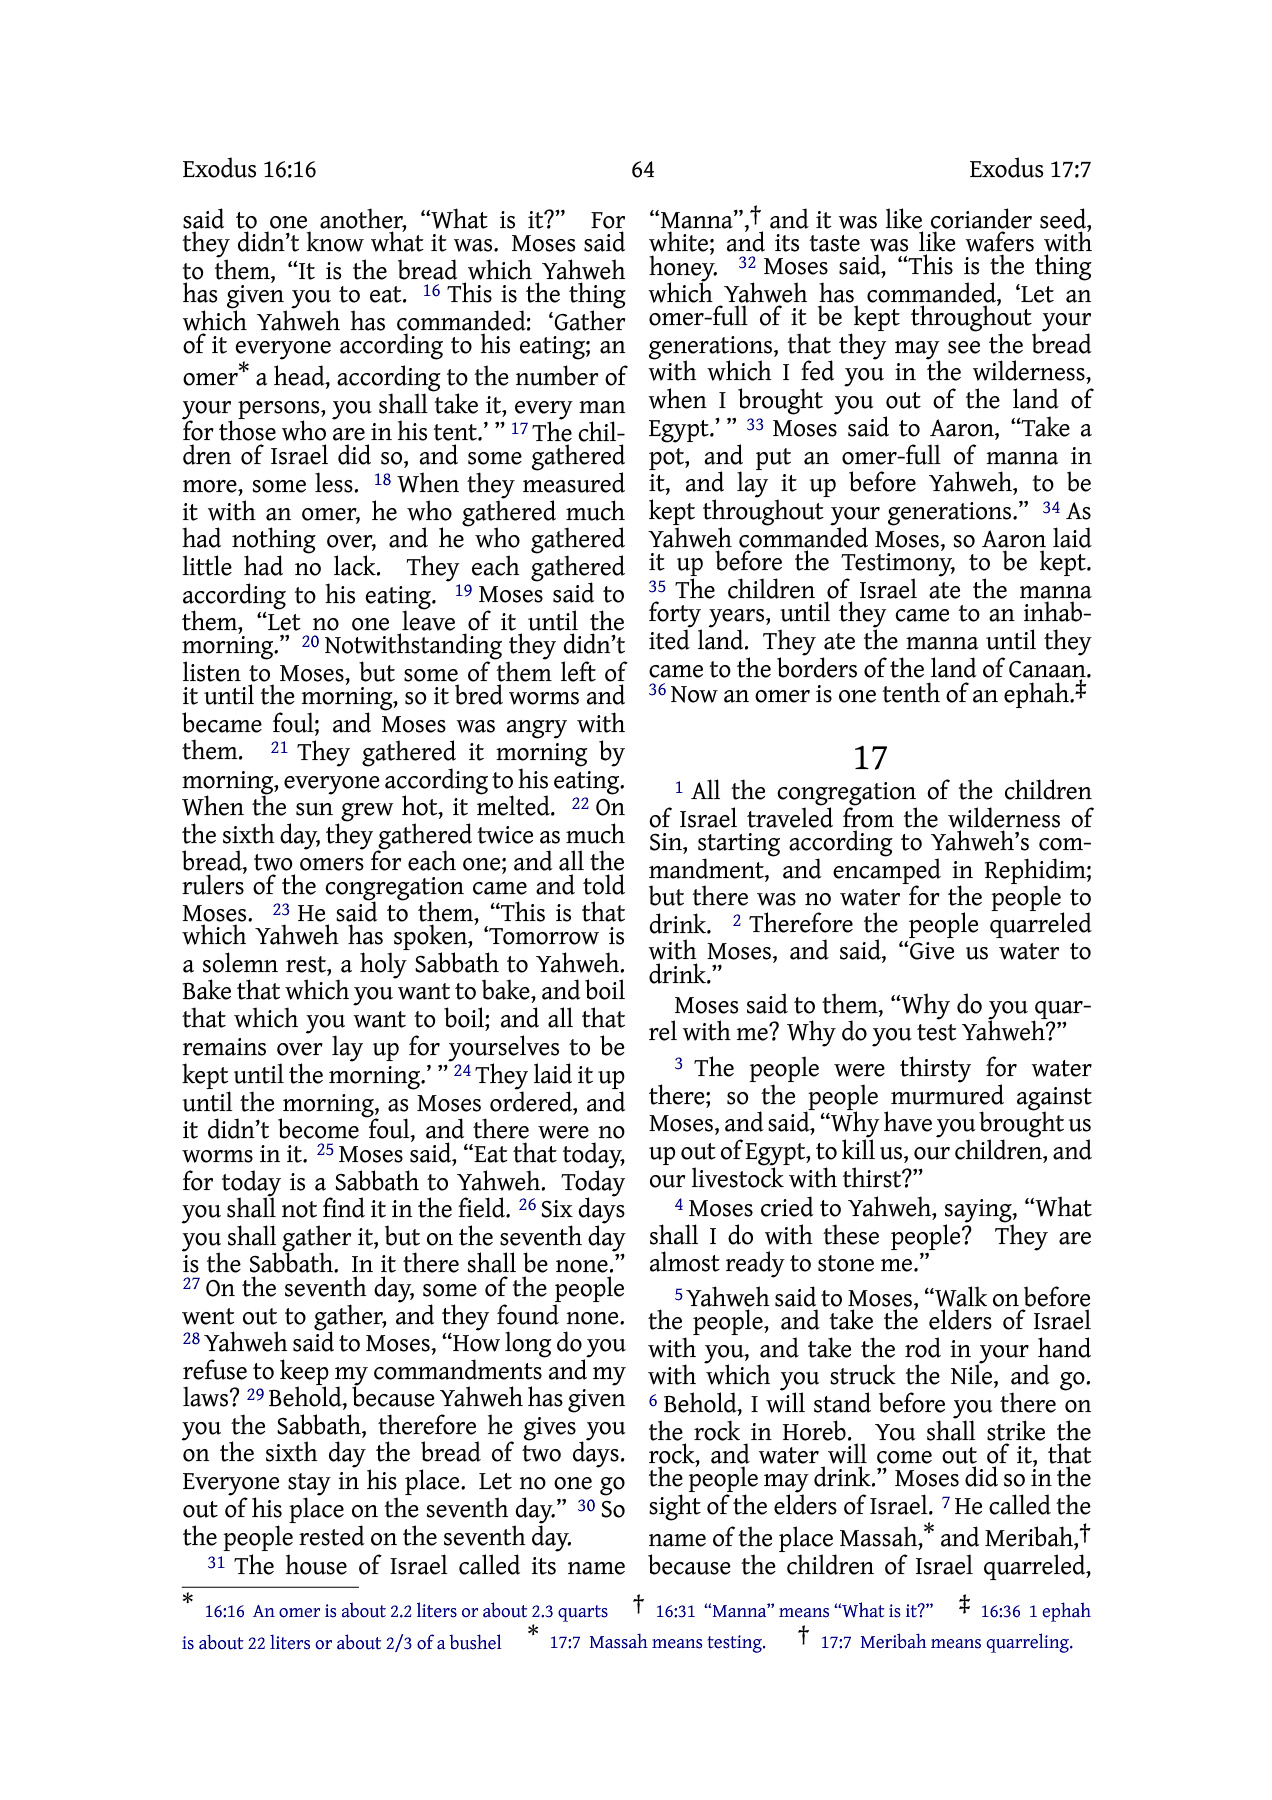 Exodus 16:16 64 Exodus 17:7
said to one another, “What is it?” For
they didn’t know what it was. Moses said
to them, “It is the bread which Yahweh
has given you to eat. 16 This is the thing
which Yahweh has commanded: ‘Gather
of it everyone according to his eating; an
omer* a head, according to the number of
your persons, you shall take it, every man
for those who are in his tent.’ ” 17 The chil-
dren of Israel did so, and some gathered
more, some less. 18 When they measured
it with an omer, he who gathered much
had nothing over, and he who gathered
little had no lack. They each gathered
according to his eating. 19 Moses said to
them, “Let no one leave of it until the
morning.” 20 Notwithstanding they didn’t
listen to Moses, but some of them left of
it until the morning, so it bred worms and
became foul; and Moses was angry with
them. 21 They gathered it morning by
morning, everyone according to his eating.
When the sun grew hot, it melted. 22 On
the sixth day, they gathered twice as much
bread, two omers for each one; and all the
rulers of the congregation came and told
Moses. 23 He said to them, “This is that
which Yahweh has spoken, ‘Tomorrow is
a solemn rest, a holy Sabbath to Yahweh.
Bake that which you want to bake, and boil
that which you want to boil; and all that
remains over lay up for yourselves to be
kept until the morning.’ ” 24 They laid it up
until the morning, as Moses ordered, and
it didn’t become foul, and there were no
worms in it. 25 Moses said, “Eat that today,
for today is a Sabbath to Yahweh. Today
you shall not find it in the field. 26 Six days
you shall gather it, but on the seventh day
is the Sabbath. In it there shall be none.”
27 On the seventh day, some of the people
went out to gather, and they found none.
28 Yahweh said to Moses, “How long do you
refuse to keep my commandments and my
laws? 29 Behold, because Yahweh has given
you the Sabbath, therefore he gives you
on the sixth day the bread of two days.
Everyone stay in his place. Let no one go
out of his place on the seventh day.” 30 So
the people rested on the seventh day.
31 The house of Israel called its name
“Manna”,† and it was like coriander seed,
white; and its taste was like wafers with
honey. 32 Moses said, “This is the thing
which Yahweh has commanded, ‘Let an
omer-full of it be kept throughout your
generations, that they may see the bread
with which I fed you in the wilderness,
when I brought you out of the land of
Egypt.’ ” 33 Moses said to Aaron, “Take a
pot, and put an omer-full of manna in
it, and lay it up before Yahweh, to be
kept throughout your generations.” 34 As
Yahweh commanded Moses, so Aaron laid
it up before the Testimony, to be kept.
35 The children of Israel ate the manna
forty years, until they came to an inhab-
ited land. They ate the manna until they
came to the borders of the land of Canaan.
36 Now an omer is one tenth of an ephah.‡
17
1 All the congregation of the children
of Israel traveled from the wilderness of
Sin, starting according to Yahweh’s com-
mandment, and encamped in Rephidim;
but there was no water for the people to
drink. 2 Therefore the people quarreled
with Moses, and said, “Give us water to
drink.”
Moses said to them, “Why do you quar-
rel with me? Why do you test Yahweh?”
3 The people were thirsty for water
there; so the people murmured against
Moses, and said, “Why have you brought us
up out of Egypt, to kill us, our children, and
our livestock with thirst?”
4 Moses cried to Yahweh, saying, “What
shall I do with these people? They are
almost ready to stone me.”
5 Yahweh said to Moses, “Walk on before
the people, and take the elders of Israel
with you, and take the rod in your hand
with which you struck the Nile, and go.
6 Behold, I will stand before you there on
the rock in Horeb. You shall strike the
rock, and water will come out of it, that
the people may drink.” Moses did so in the
sight of the elders of Israel. 7 He called the
name of the place Massah,* and Meribah,†
because the children of Israel quarreled,
* 16:16 An omer is about 2.2 liters or about 2.3 quarts † 16:31 “Manna” means “What is it?” ‡ 16:36 1 ephah
is about 22 liters or about 2/3 of a bushel * 17:7 Massah means testing. † 17:7 Meribah means quarreling.